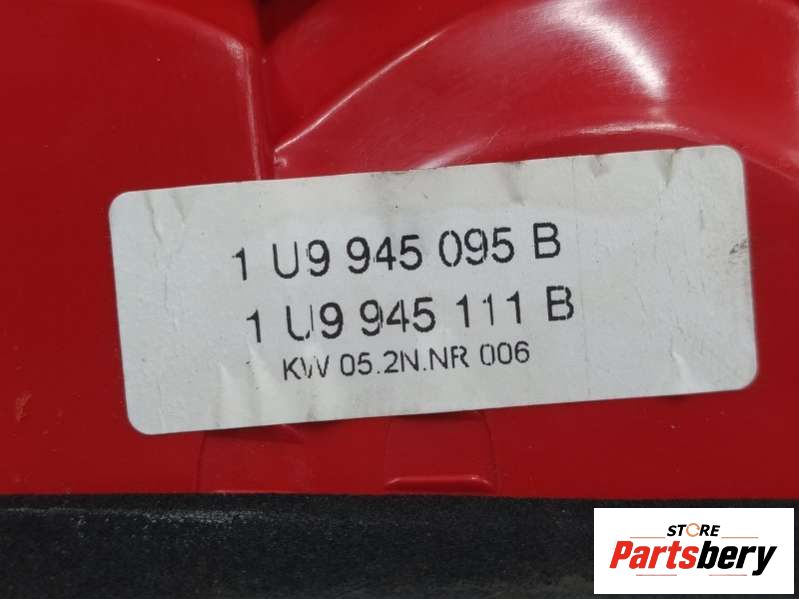 1 U9 945 095 B
1 U9 945 111 B
KW 05.2N.NR 006
STORE
Partsbery